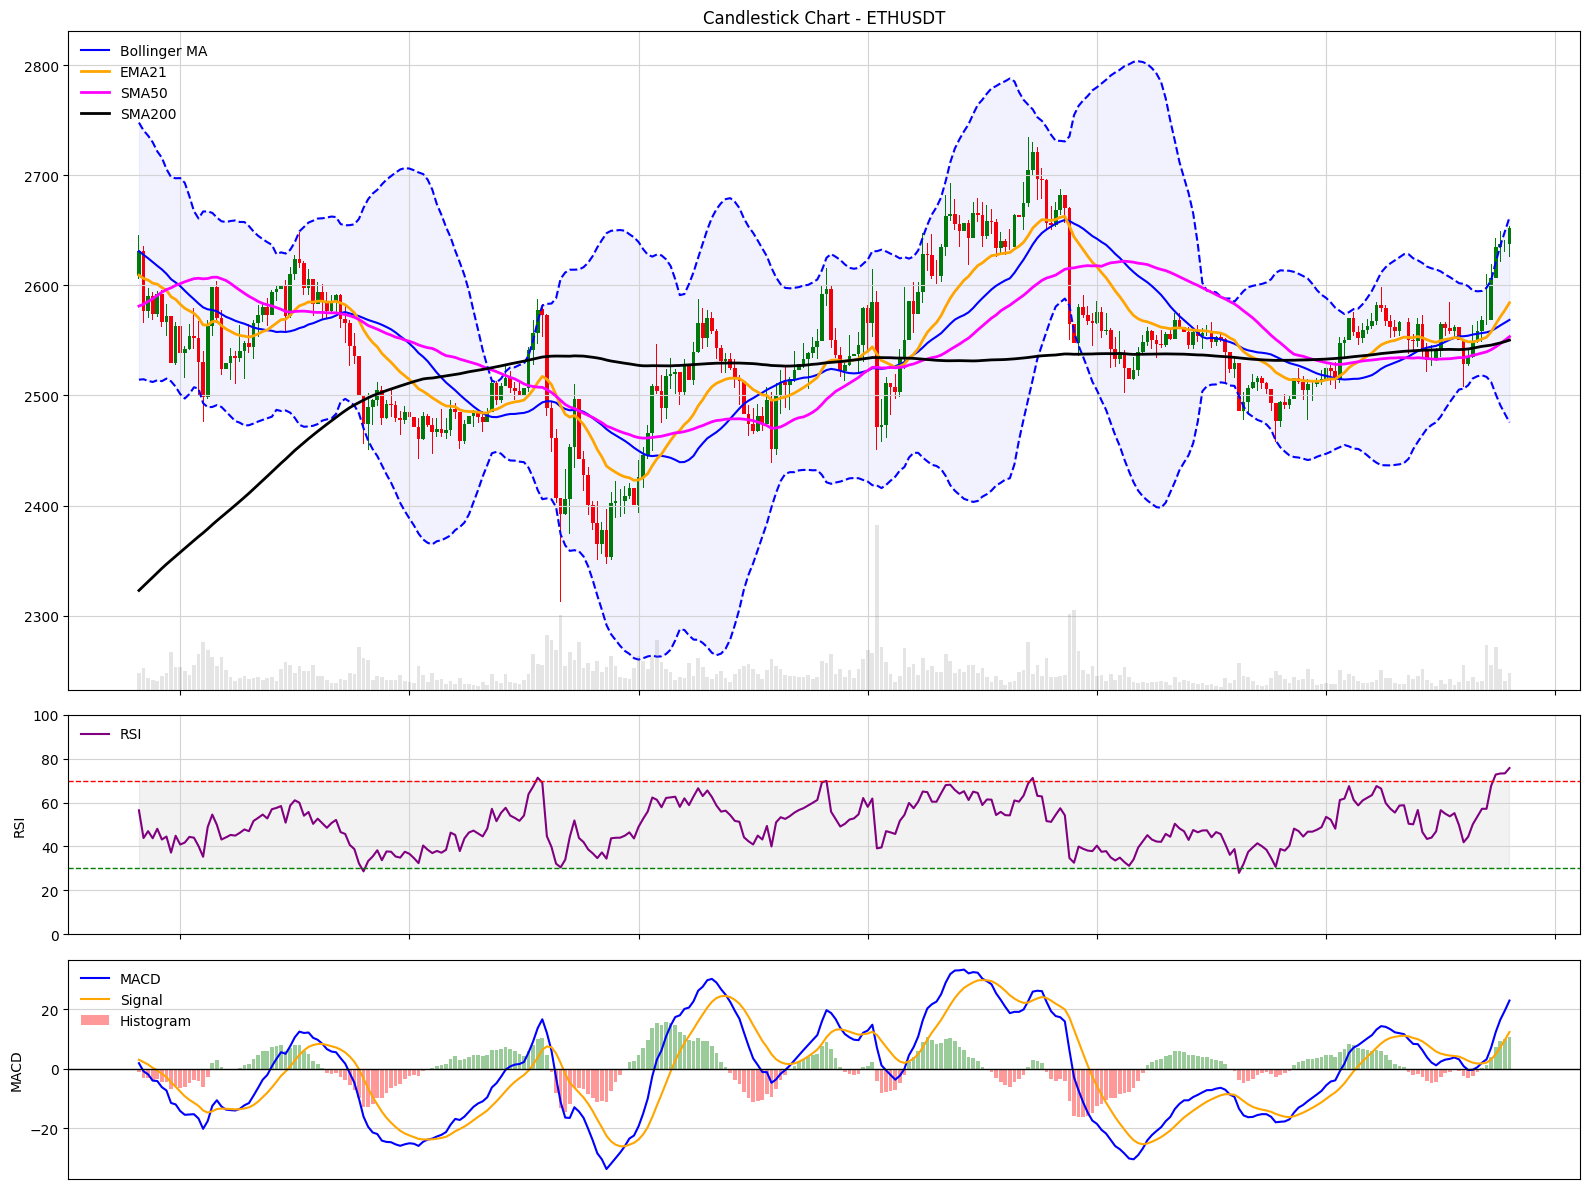 Candlestick Chart - ETHUSDT
Bollinger MA
EMA21
SMA50
SMA200
2800
2700
2600
2500
2400
2300
RSI
100
80
60
40
20
0
RSI
MACD
Signal
Histogram
20
0
−20
MACD